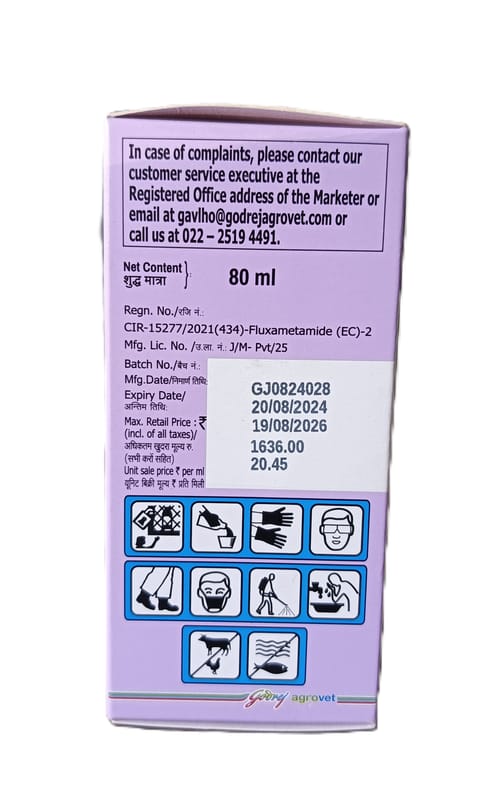 In case of complaints, please contact our
customer service executive at the
Registered Office address of the Marketer or
email at gavlho@godrejagrovet.com or
call us at 022 – 2519 4491.
Net Content
शुद्ध मात्रा } : 80 ml
Regn. No./रजि नं.:
CIR-15277/2021(434)-Fluxametamide (EC)-2
Mfg. Lic. No. /उ.ला. नं.: J/M- Pvt/25
Batch No./बैच नं.: GJ0824028
Mfg.Date/निमार्ण तिथि: 20/08/2024
Expiry Date/ 19/08/2026
अन्तिम तिथि:
Max. Retail Price : ₹ 1636.00
(incl. of all taxes)/
अधिकतम खुदरा मूल्य रु.
(सभी करों सहित)
Unit sale price ₹ per ml 20.45
यूनिट बिक्री मूल्य ₹ प्रति मिली
Godrej agrovet